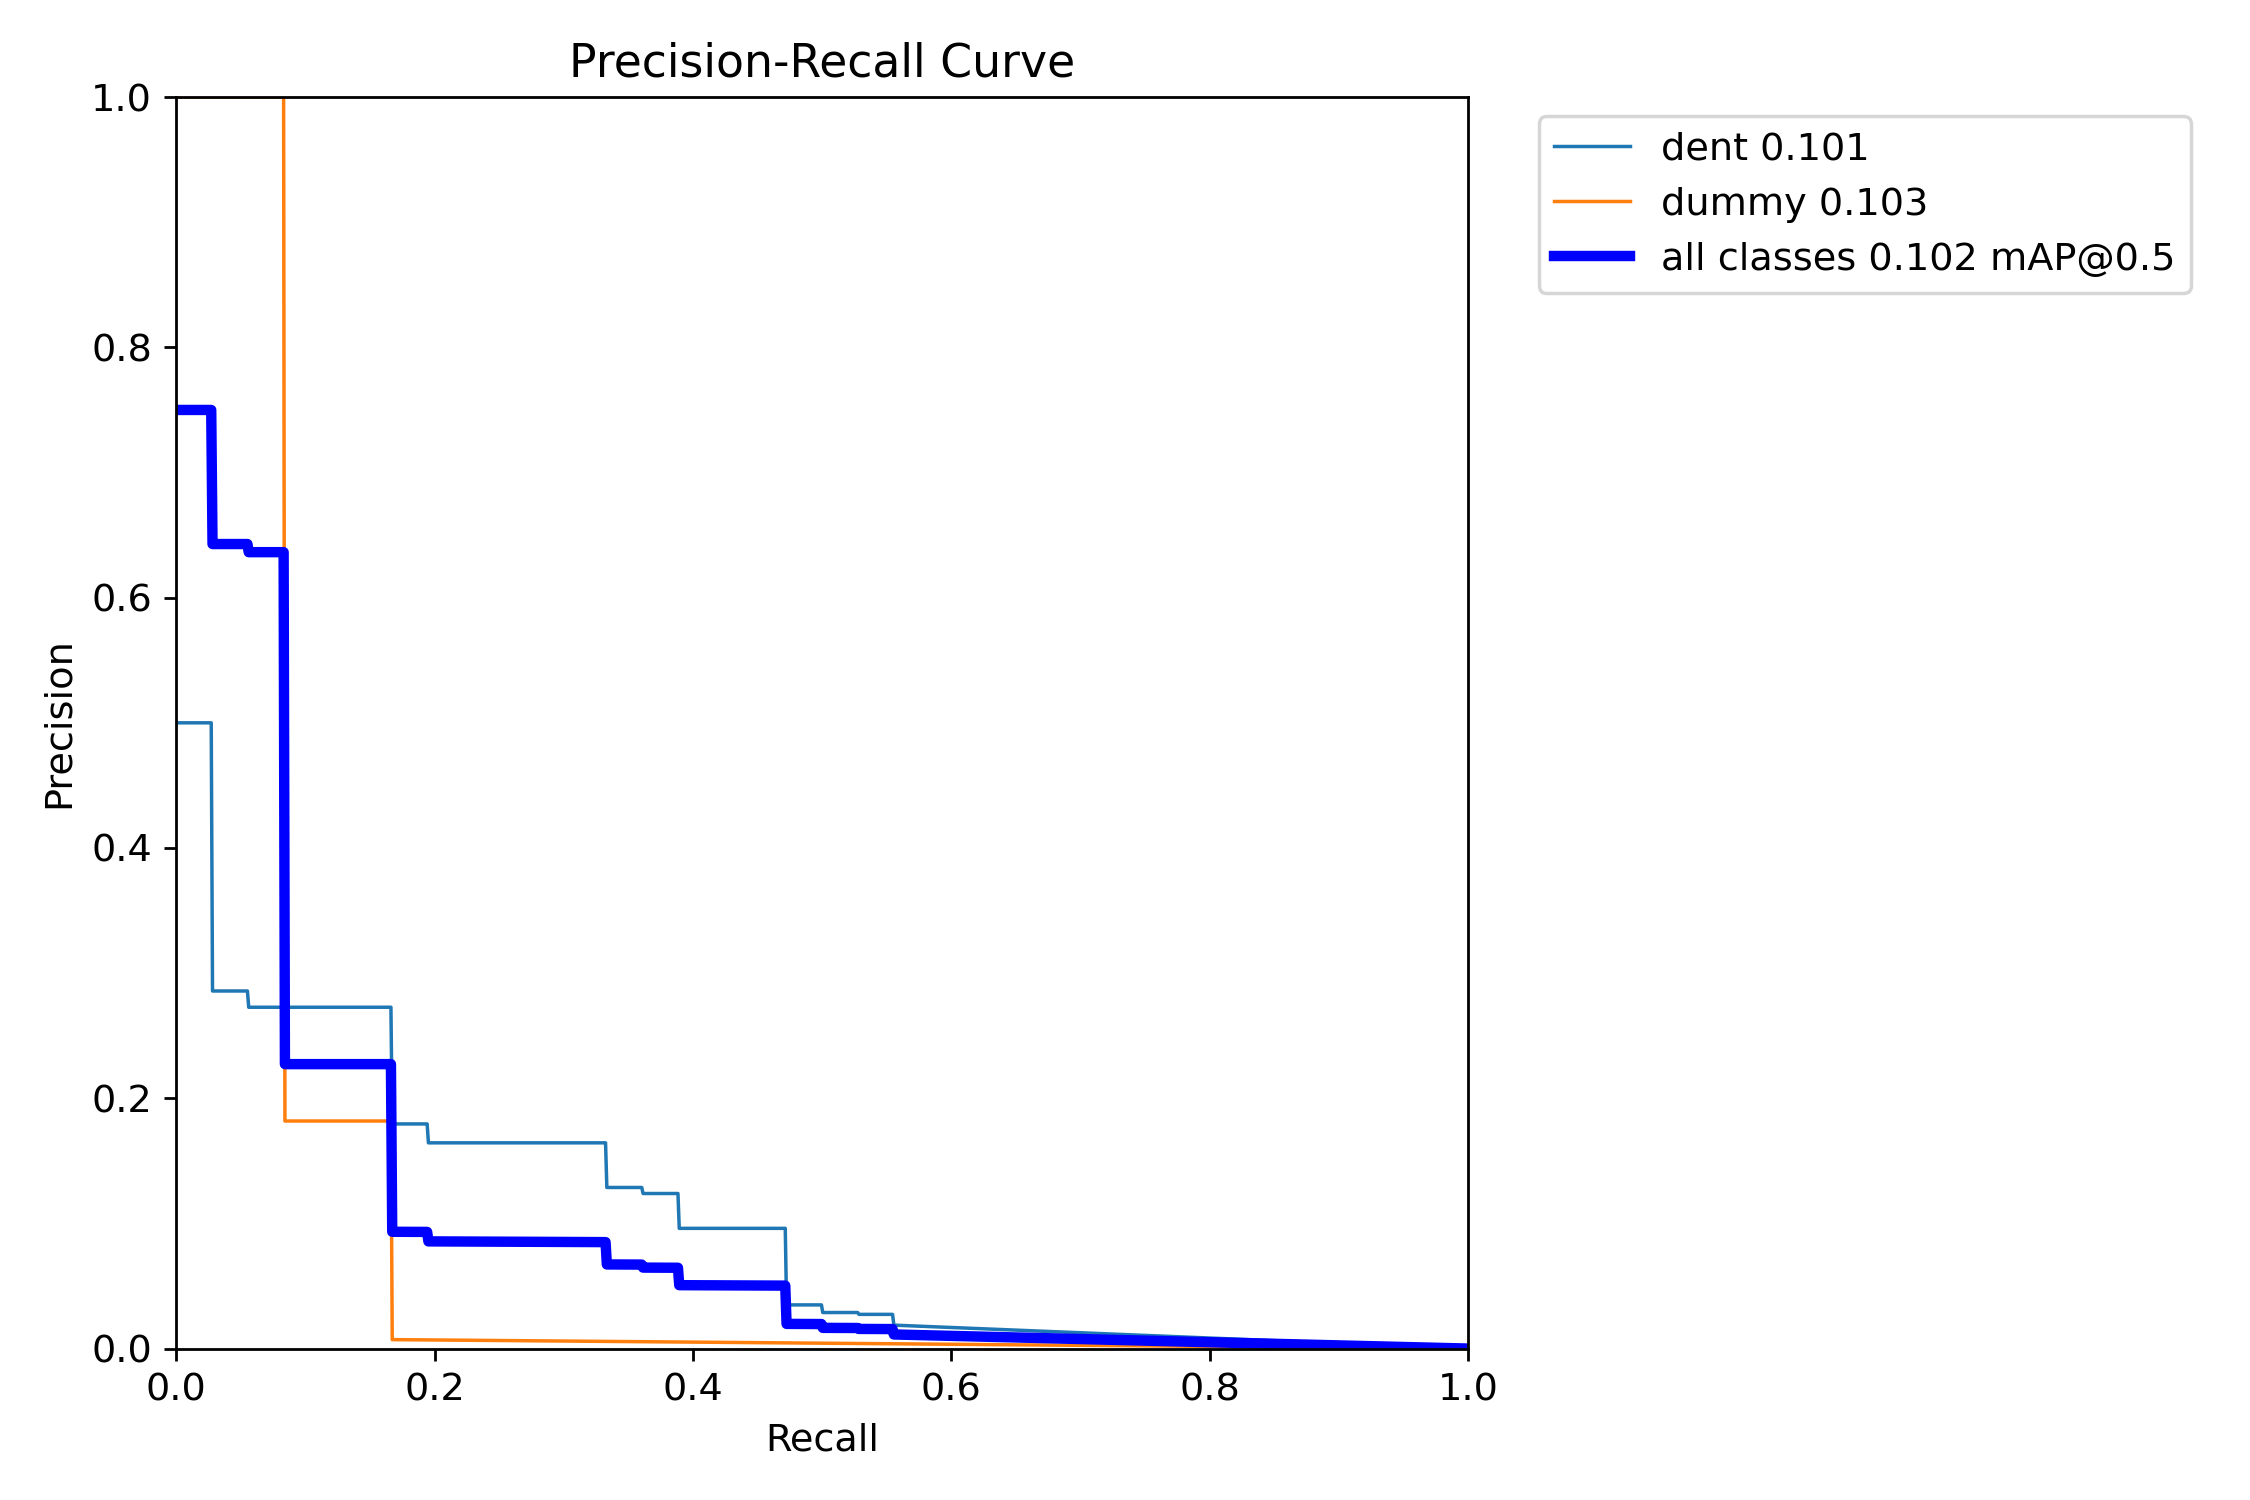 Precision-Recall Curve
1.0
0.8
0.6
0.4
0.2
0.0
Precision
0.0 0.2 0.4 0.6 0.8 1.0
Recall
dent 0.101
dummy 0.103
all classes 0.102 mAP@0.5